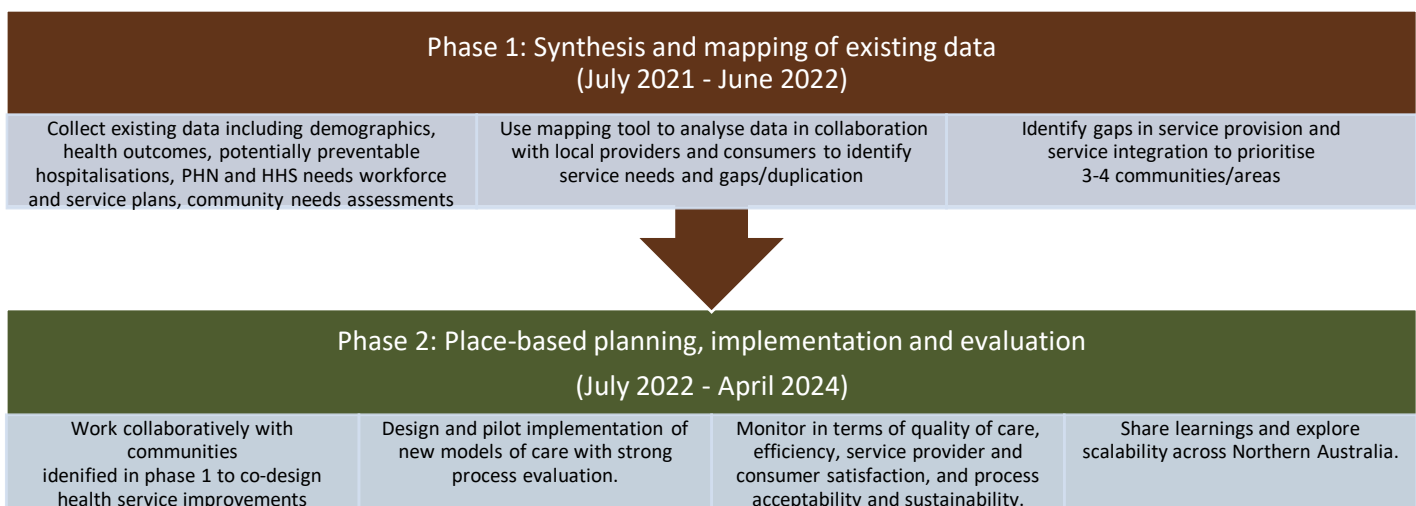 Phase 1: Synthesis and mapping of existing data
(July 2021 - June 2022)
Collect existing data including demographics,
health outcomes, potentially preventable
hospitalisations, PHN and HHS needs workforce
and service plans, community needs assessments
Use mapping tool to analyse data in collaboration
with local providers and consumers to identify
service needs and gaps/duplication
Identify gaps in service provision and
service integration to prioritise
3-4 communities/areas
Phase 2: Place-based planning, implementation and evaluation
(July 2022 - April 2024)
Work collaboratively with
communities
identified in phase 1 to co-design
health service improvements
Design and pilot implementation of
new models of care with strong
process evaluation.
Monitor in terms of quality of care,
efficiency, service provider and
consumer satisfaction, and process
acceptability and sustainability.
Share learnings and explore
scalability across Northern Australia.